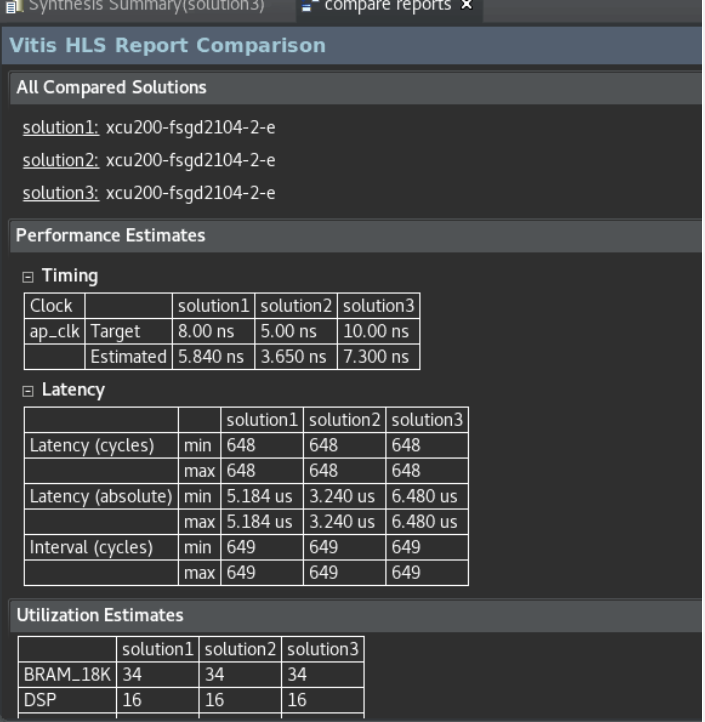 Synthesis Summary(solution3) compare reports
Vitis HLS Report Comparison
All Compared Solutions
solution1: xcu200-fsgd2104-2-e
solution2: xcu200-fsgd2104-2-e
solution3: xcu200-fsgd2104-2-e
Performance Estimates
Timing
Clock solution1 solution2 solution3
ap_clk Target 8.00 ns 5.00 ns 10.00 ns
Estimated 5.840 ns 3.650 ns 7.300 ns
Latency
solution1 solution2 solution3
Latency (cycles) min 648 648 648
max 648 648 648
Latency (absolute) min 5.184 us 3.240 us 6.480 us
max 5.184 us 3.240 us 6.480 us
Interval (cycles) min 649 649 649
max 649 649 649
Utilization Estimates
solution1 solution2 solution3
BRAM_18K 34 34 34
DSP 16 16 16